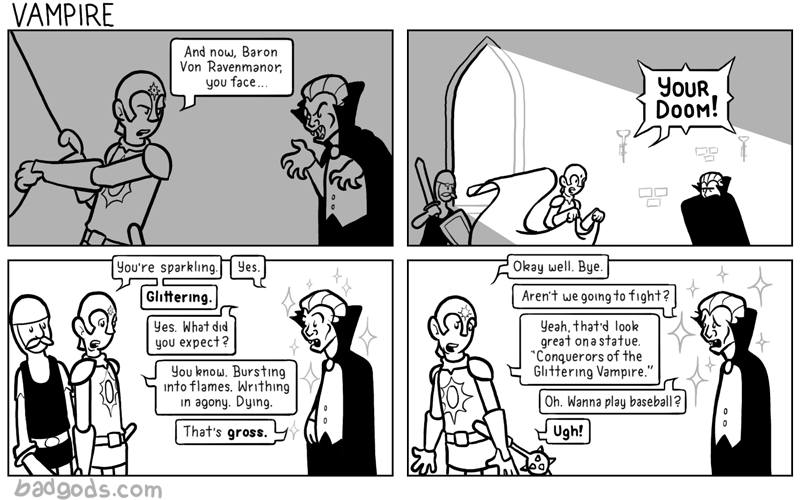 VAMPIRE
And now, Baron
Von Ravenmanor,
you face...
YOUR
DOOM!
You're sparkling.
Yes.
Glittering.
Yes. What did
you expect?
You know. Bursting
into flames. Writhing
in agony. Dying.
That's gross.
Okay well. Bye.
Aren't we going to fight?
Yeah, that'd look
great on a statue.
"Conquerors of the
Glittering Vampire."
Oh. Wanna play baseball?
Ugh!
badgods.com